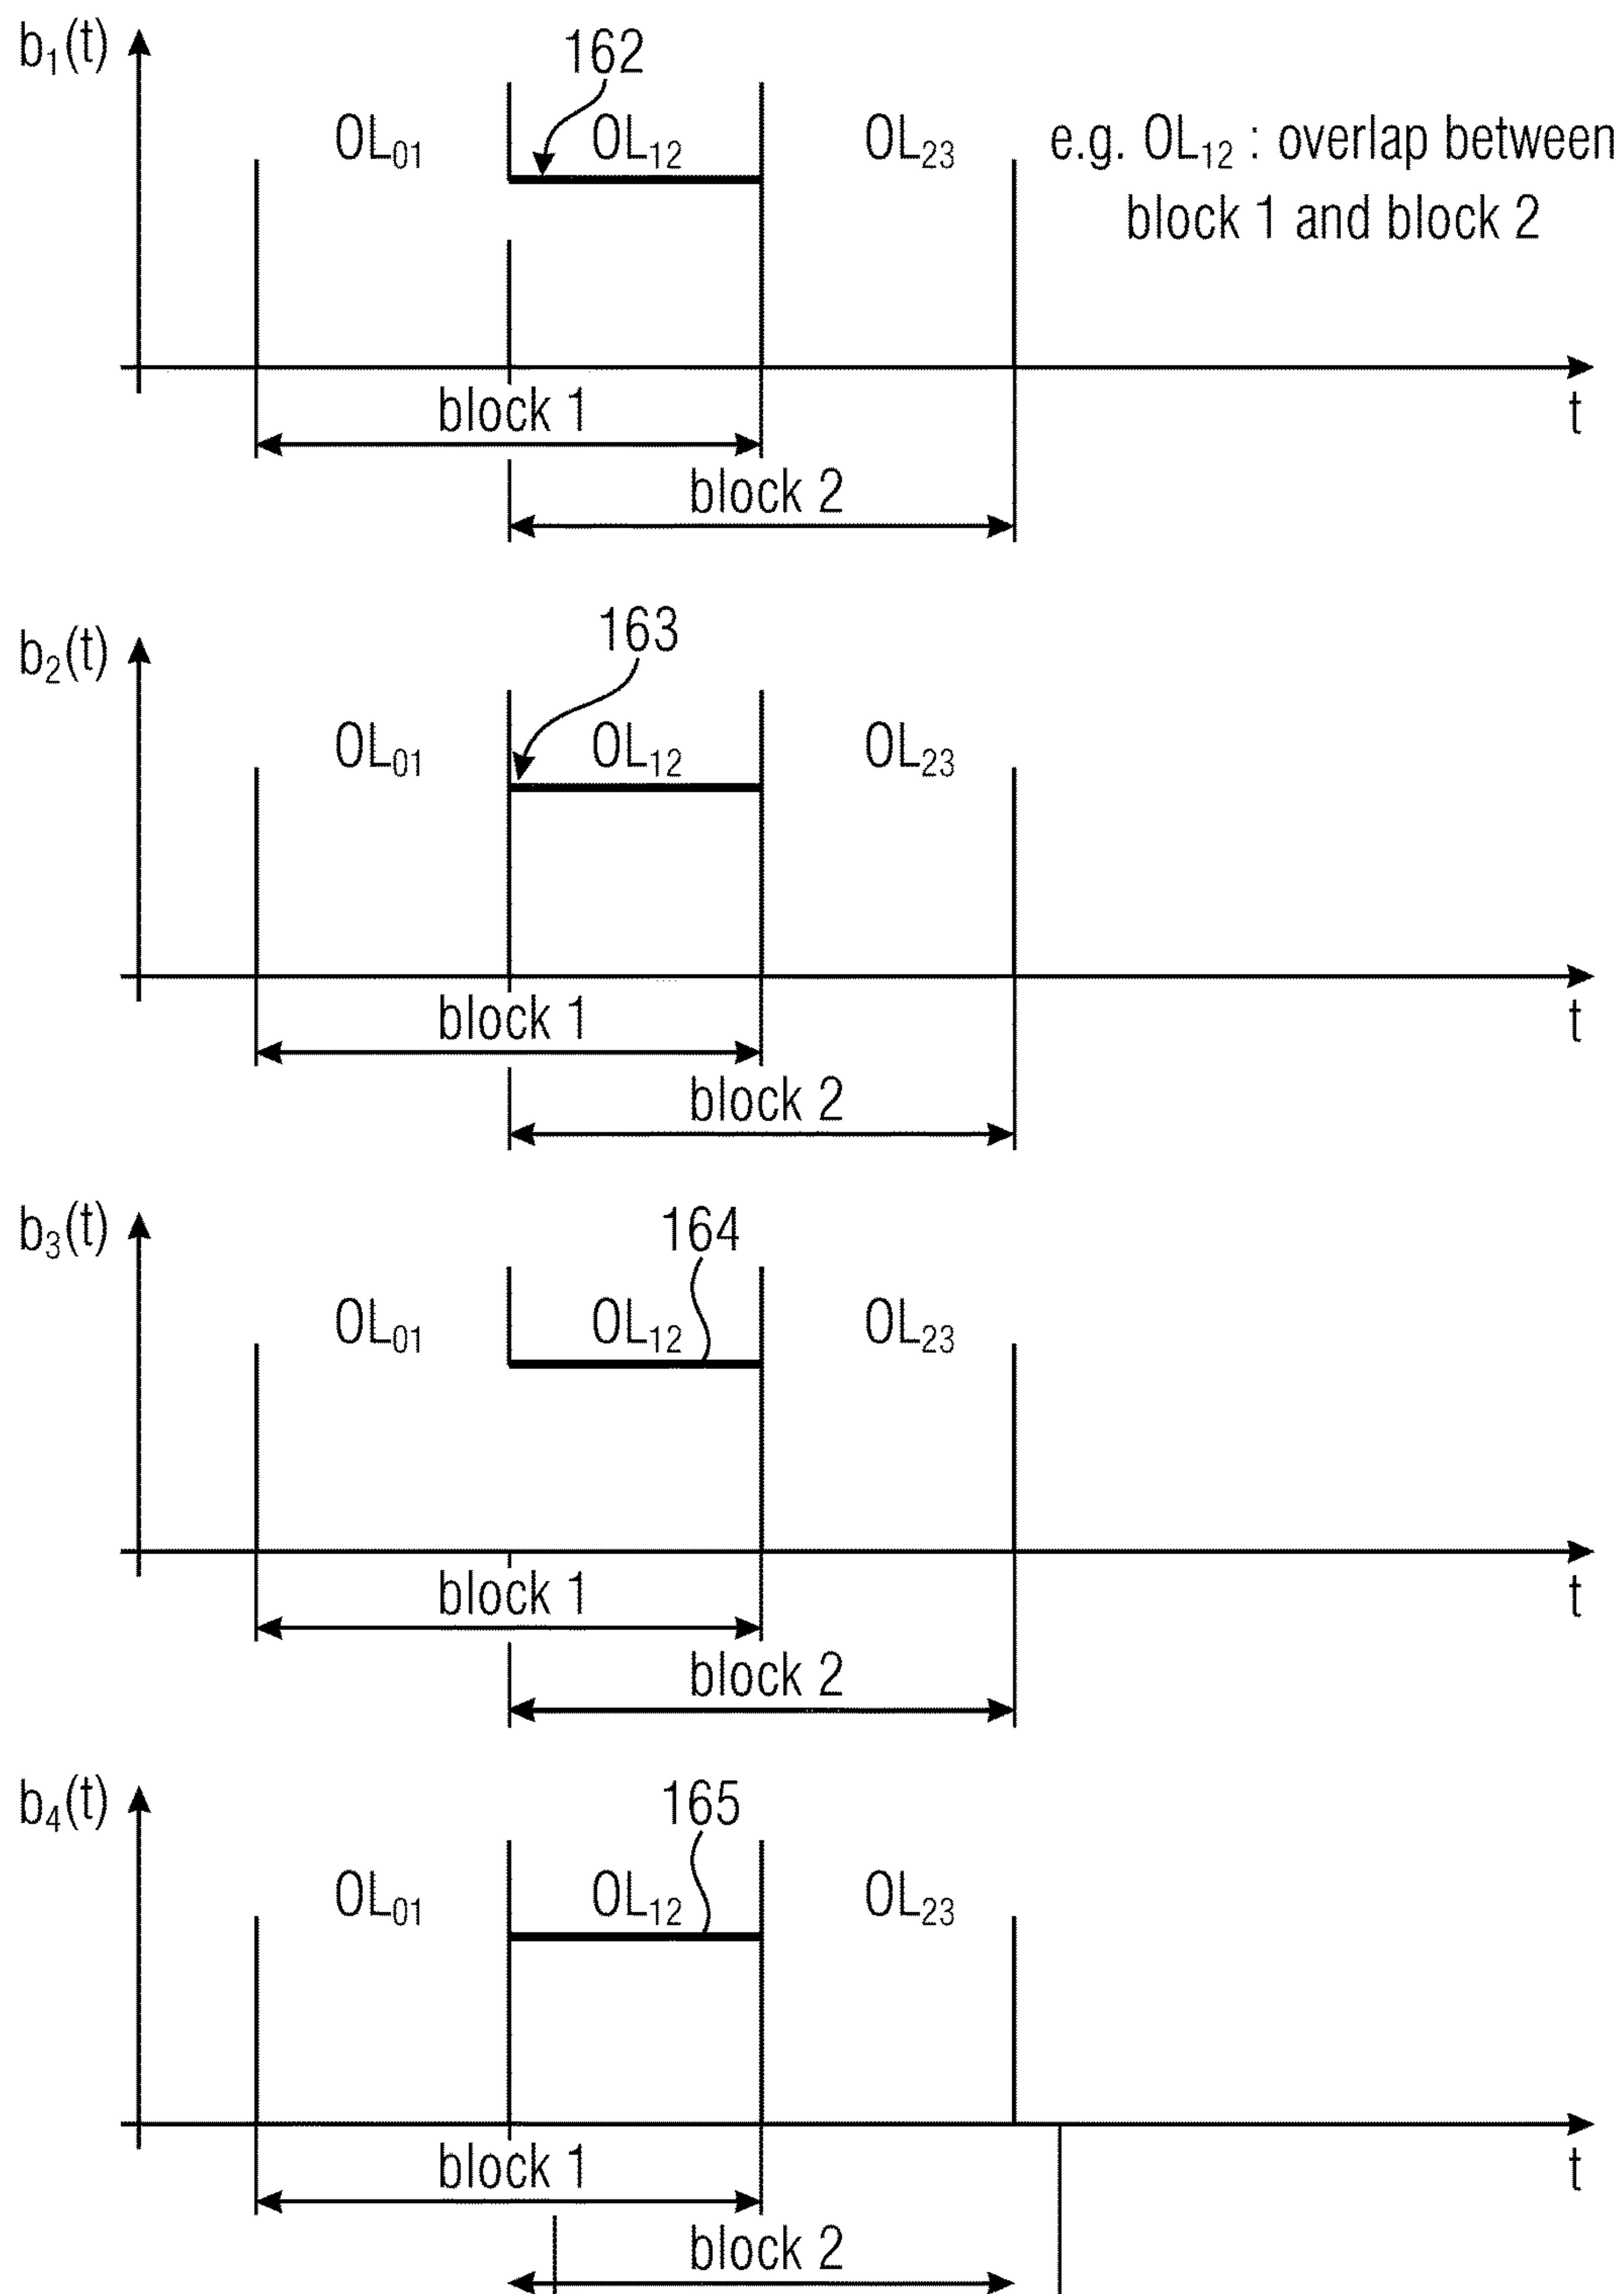 b₁(t)
162
OL₀₁
OL₁₂
OL₂₃
e.g. OL₁₂ : overlap between
block 1 and block 2
block 1
t
block 2
b₂(t)
163
OL₀₁
OL₁₂
OL₂₃
block 1
t
block 2
b₃(t)
164
OL₀₁
OL₁₂
OL₂₃
block 1
t
block 2
b₄(t)
165
OL₀₁
OL₁₂
OL₂₃
block 1
t
block 2